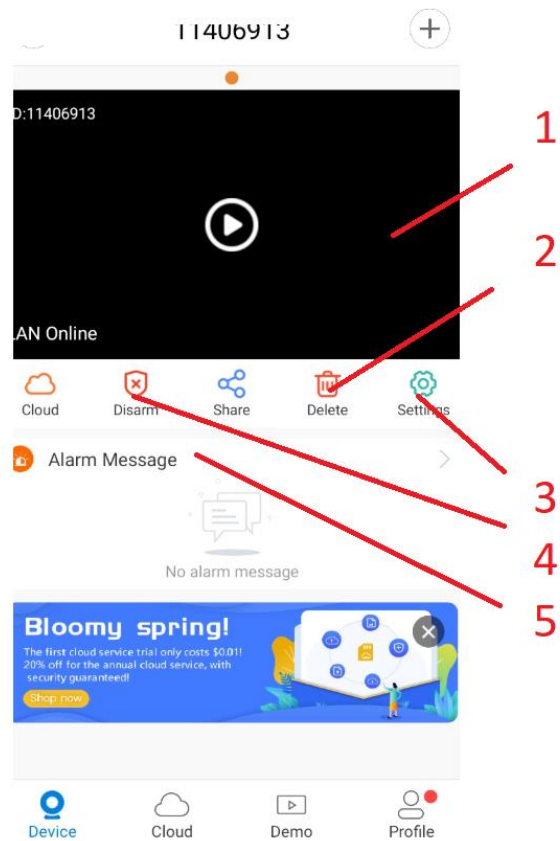 11406913
D:11406913
1
2
LAN Online
Cloud
Disarm
Share
Delete
Settings
Alarm Message
3
4
5
No alarm message
Bloomy spring!
The first cloud service trial only costs $0.01!
20% off for the annual cloud service, with
security guaranteed!
Shop now
Device
Cloud
Demo
Profile